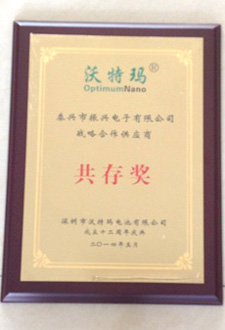 沃特玛®
OptimumNano
泰兴市振兴电子有限公司
战略合作供应商
共存奖
深圳市沃特玛电池有限公司
成立十二周年庆典
二〇一四年五月